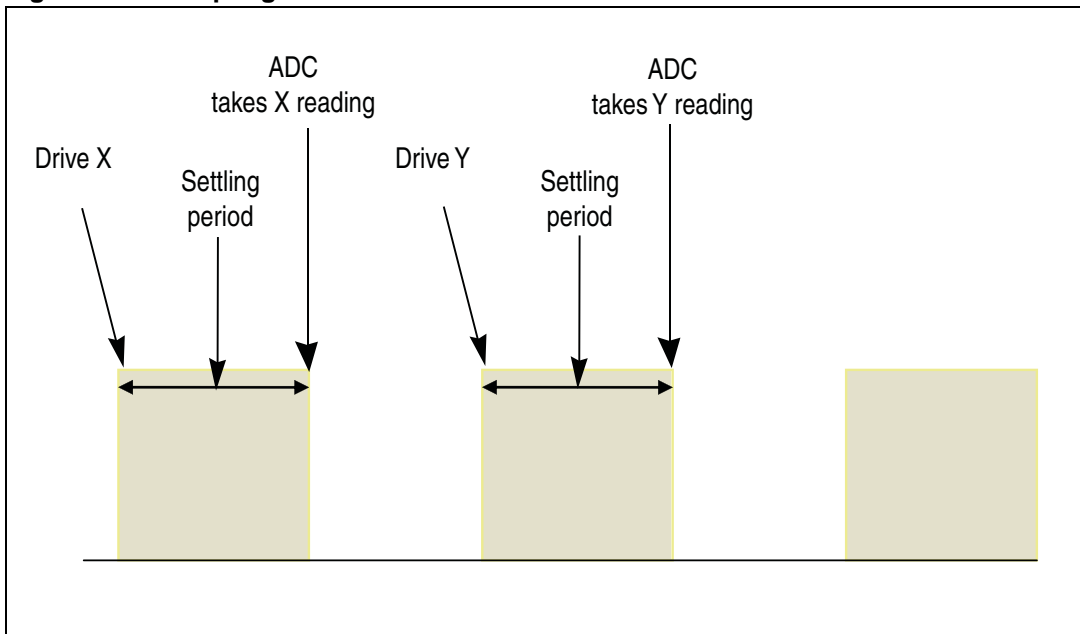 ADC
takes X reading
ADC
takes Y reading
Drive X
Settling
period
Drive Y
Settling
period